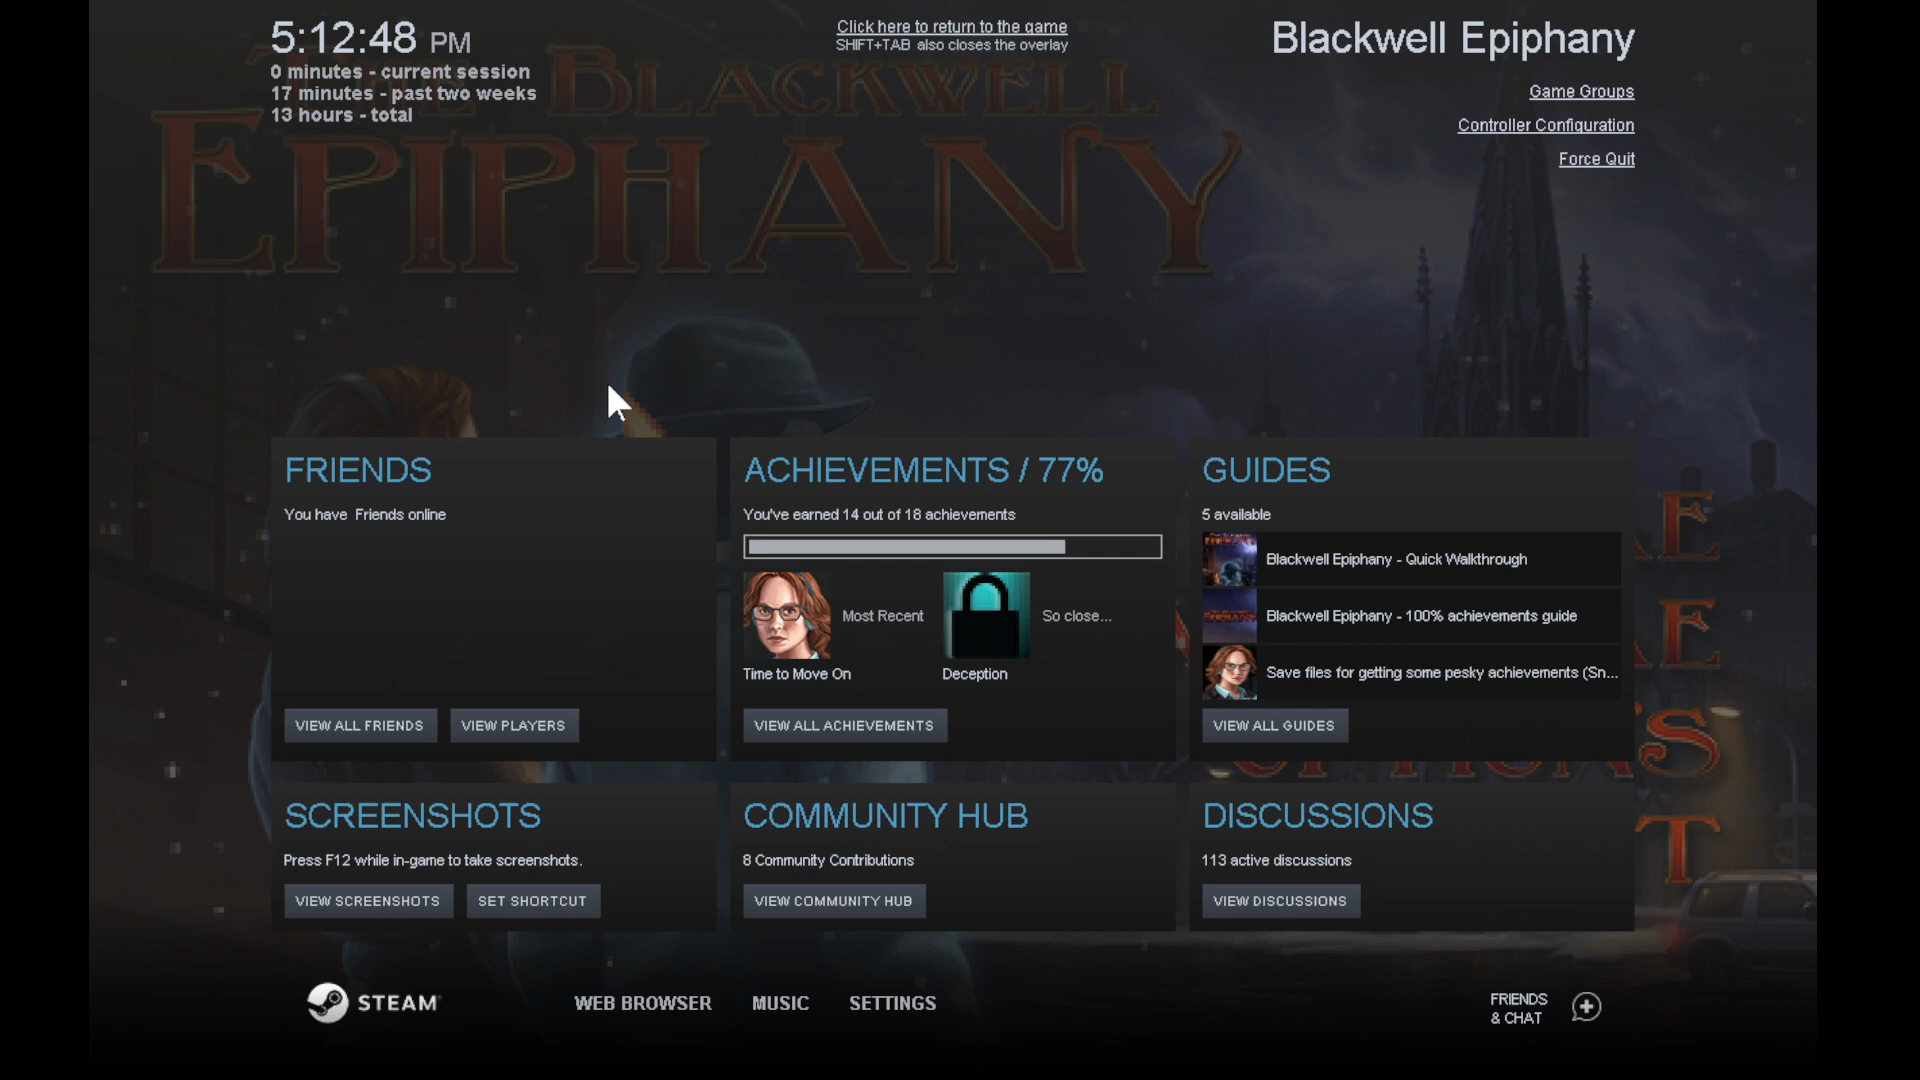 5:12:48 PM
0 minutes - current session
17 minutes - past two weeks
13 hours - total
Click here to return to the game
SHIFT+TAB also closes the overlay
Blackwell Epiphany
Game Groups
Controller Configuration
Force Quit
THE BLACKWELL
EPIPHANY
FRIENDS
You have Friends online
VIEW ALL FRIENDS
VIEW PLAYERS
ACHIEVEMENTS / 77%
You've earned 14 out of 18 achievements
Most Recent
So close...
Time to Move On
Deception
VIEW ALL ACHIEVEMENTS
GUIDES
5 available
Blackwell Epiphany - Quick Walkthrough
Blackwell Epiphany - 100% achievements guide
Save files for getting some pesky achievements (Sn...
VIEW ALL GUIDES
SCREENSHOTS
Press F12 while in-game to take screenshots.
VIEW SCREENSHOTS
SET SHORTCUT
COMMUNITY HUB
8 Community Contributions
VIEW COMMUNITY HUB
DISCUSSIONS
113 active discussions
VIEW DISCUSSIONS
STEAM
WEB BROWSER
MUSIC
SETTINGS
FRIENDS
& CHAT